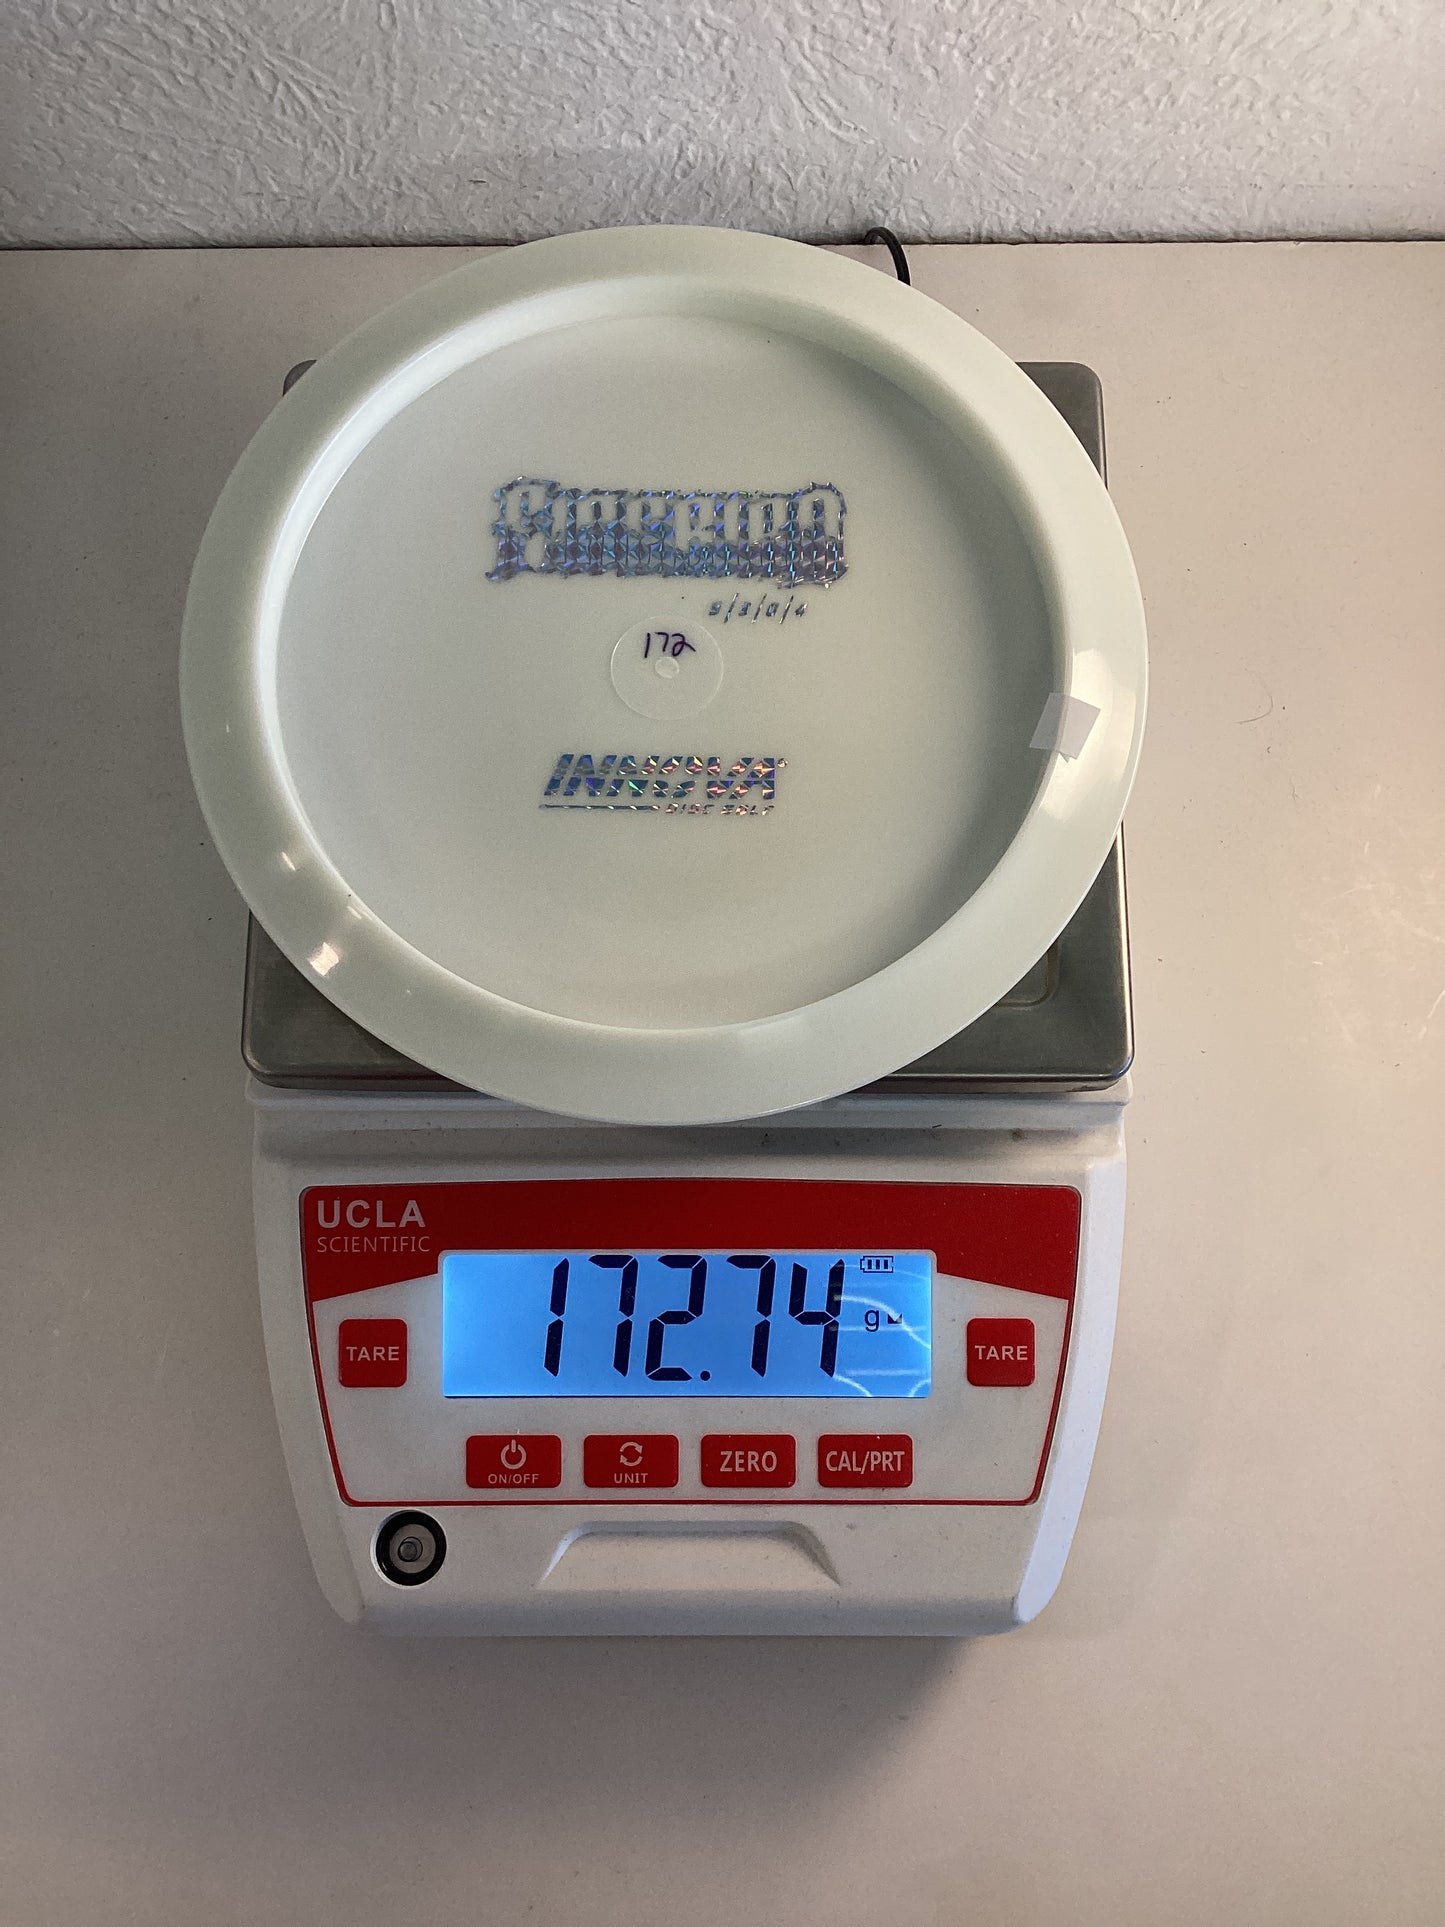 Firebird
9/3/0/4
172
INNOVA
DISC GOLF
UCLA
SCIENTIFIC
172.74 g
TARE
TARE
ON/OFF
UNIT
ZERO
CAL/PRT